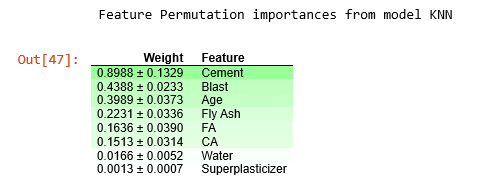 Feature Permutation importances from model KNN
Out[47]:
Weight Feature
0.8988 ± 0.1329 Cement
0.4388 ± 0.0233 Blast
0.3989 ± 0.0373 Age
0.2231 ± 0.0336 Fly Ash
0.1636 ± 0.0390 FA
0.1513 ± 0.0314 CA
0.0166 ± 0.0052 Water
0.0013 ± 0.0007 Superplasticizer